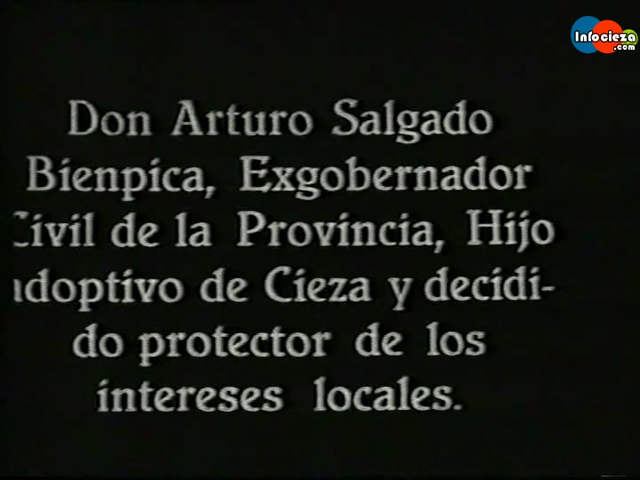 Infocieza
.com
Don Arturo Salgado
Bienpica, Exgobernador
Civil de la Provincia, Hijo
adoptivo de Cieza y decidi-
do protector de los
intereses locales.